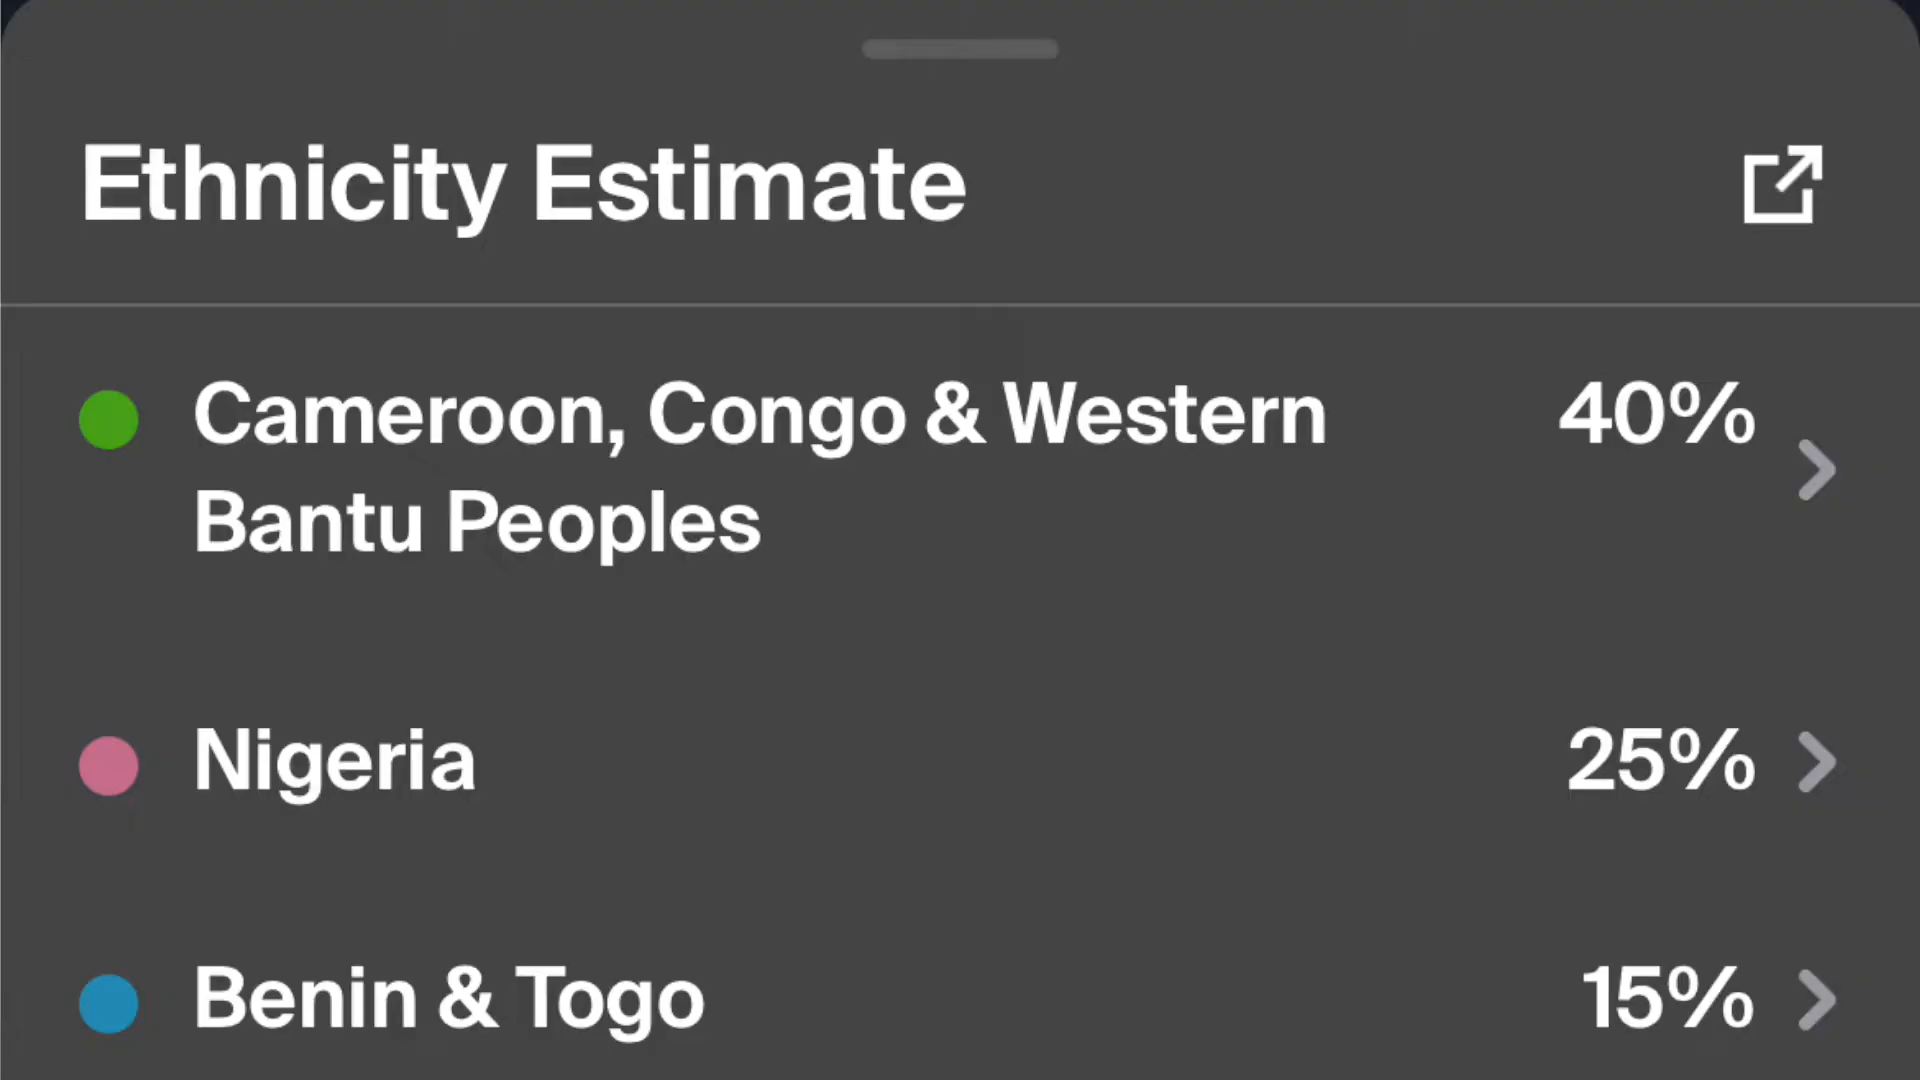 Ethnicity Estimate
Cameroon, Congo & Western 40%
Bantu Peoples
Nigeria 25%
Benin & Togo 15%